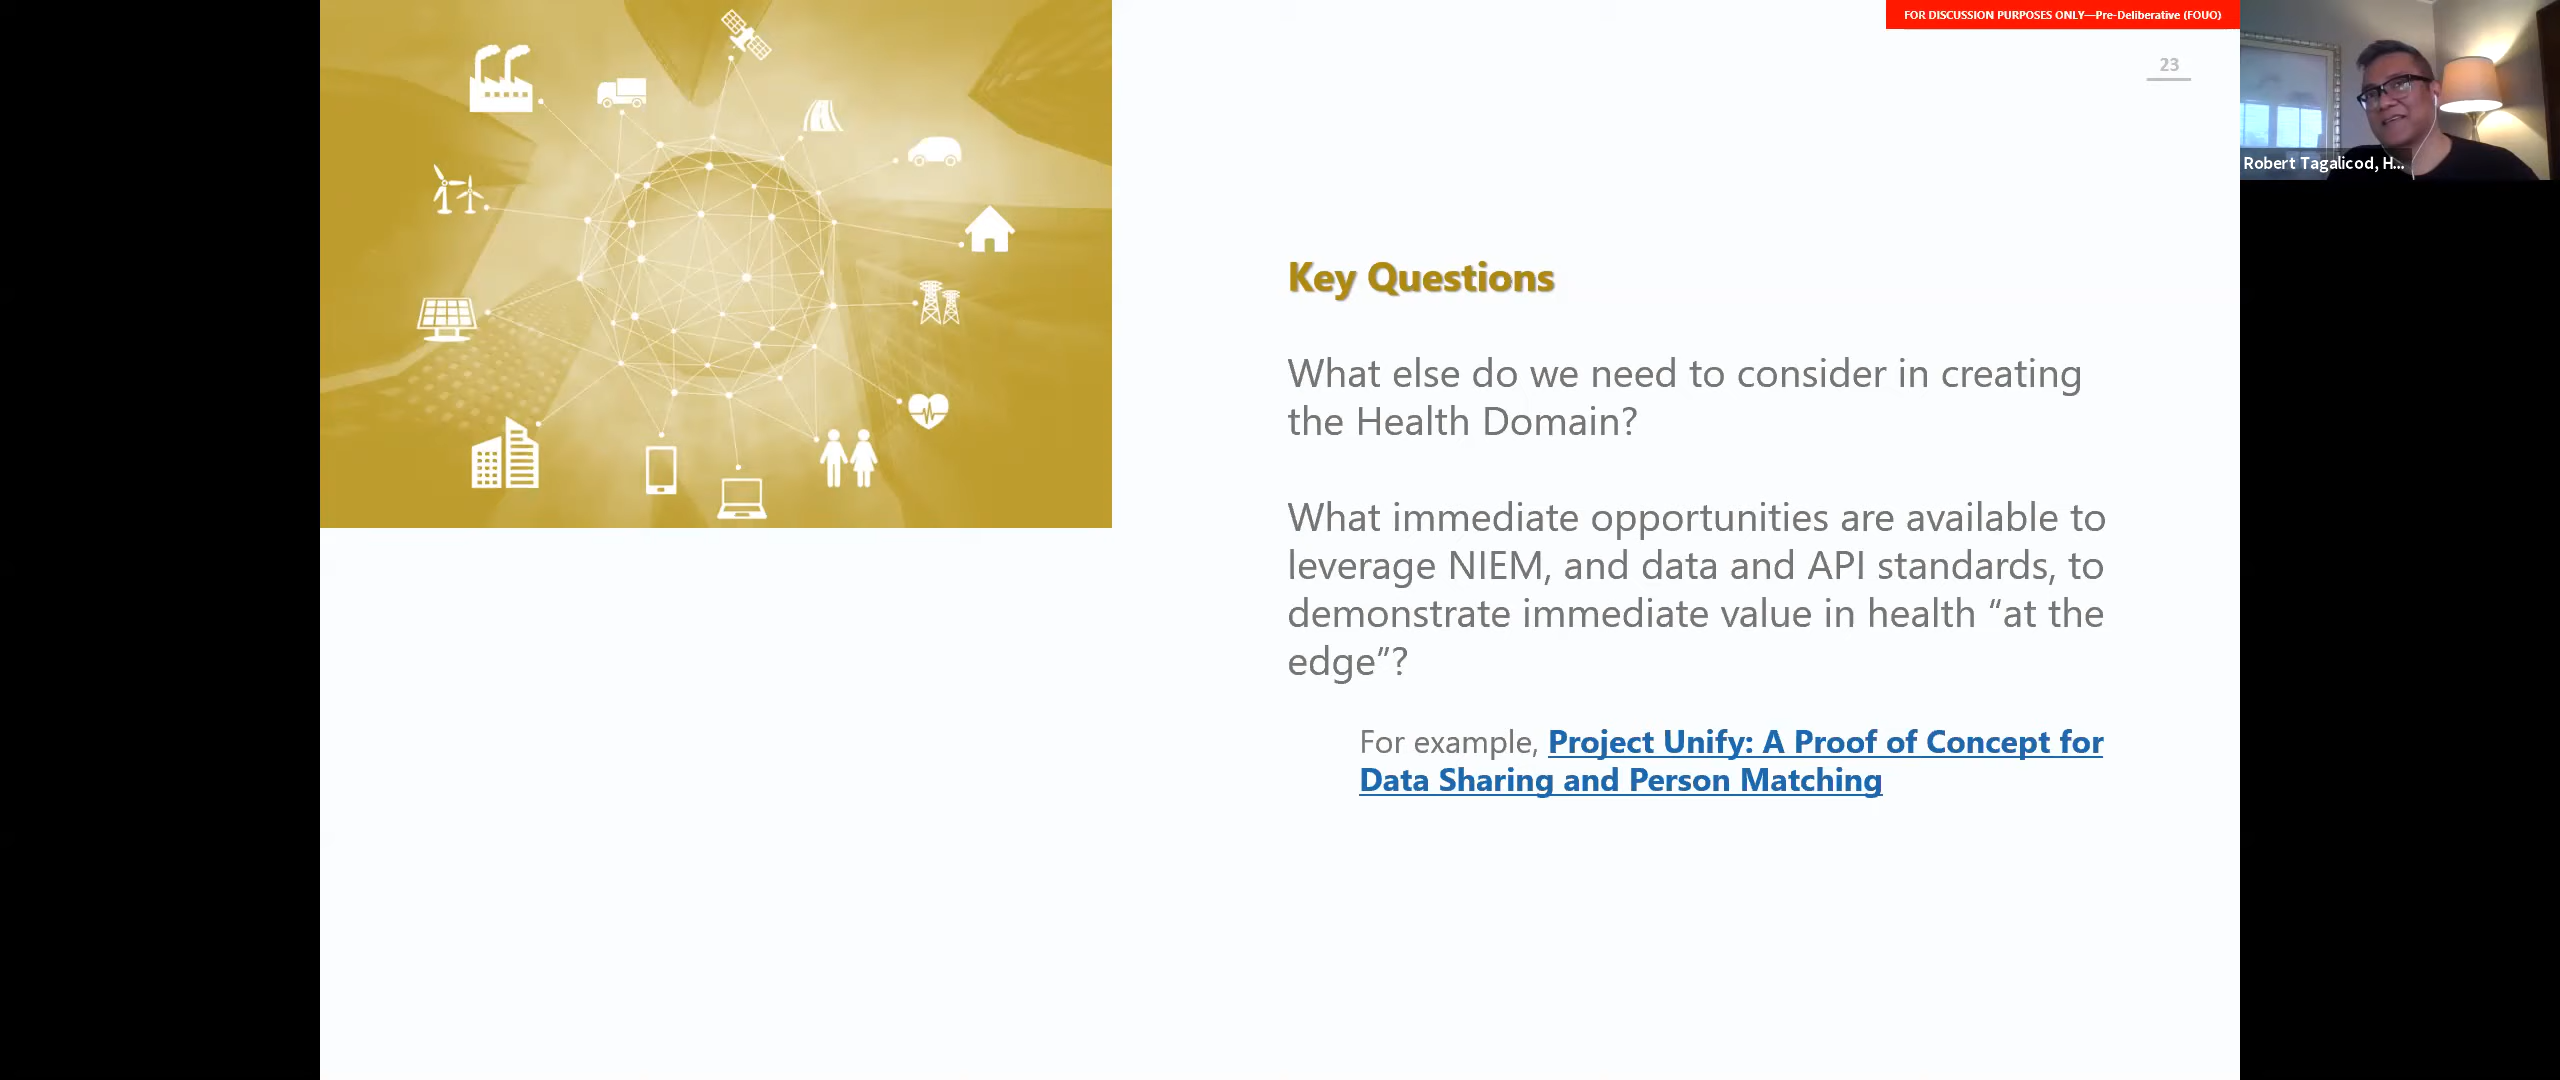 FOR DISCUSSION PURPOSES ONLY—Pre-Deliberative (FOUO)
23
Robert Tagalicod, H...
Key Questions
What else do we need to consider in creating
the Health Domain?
What immediate opportunities are available to
leverage NIEM, and data and API standards, to
demonstrate immediate value in health “at the
edge”?
For example, Project Unify: A Proof of Concept for
Data Sharing and Person Matching